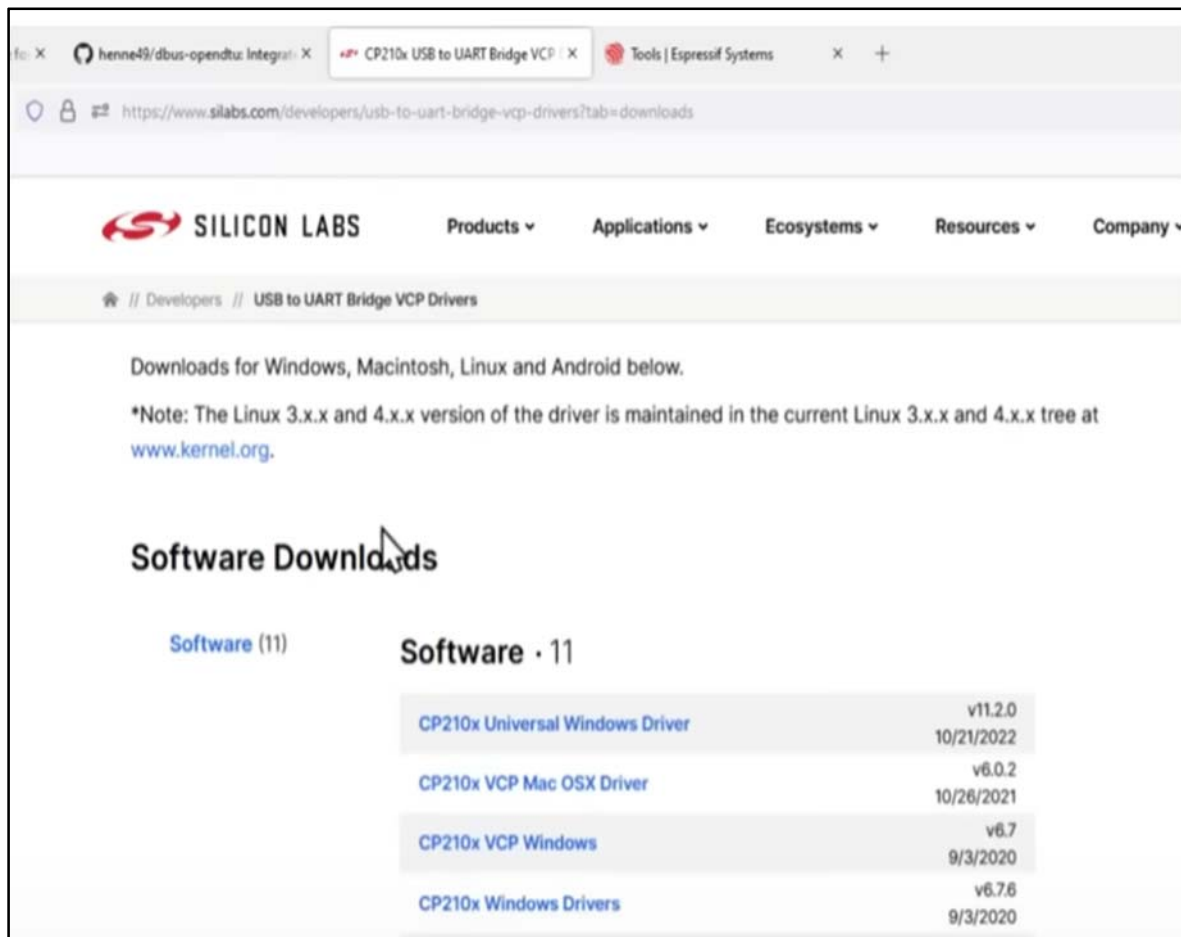 henne49/dbus-opendtu: Integrat
CP210x USB to UART Bridge VCP
Tools | Espressif Systems
https://www.silabs.com/developers/usb-to-uart-bridge-vcp-drivers?tab=downloads
SILICON LABS Products Applications Ecosystems Resources Company
// Developers // USB to UART Bridge VCP Drivers
Downloads for Windows, Macintosh, Linux and Android below.
*Note: The Linux 3.x.x and 4.x.x version of the driver is maintained in the current Linux 3.x.x and 4.x.x tree at
www.kernel.org.
Software Downloads
Software (11)
Software · 11
CP210x Universal Windows Driver
v11.2.0
10/21/2022
CP210x VCP Mac OSX Driver
v6.0.2
10/26/2021
CP210x VCP Windows
v6.7
9/3/2020
CP210x Windows Drivers
v6.7.6
9/3/2020